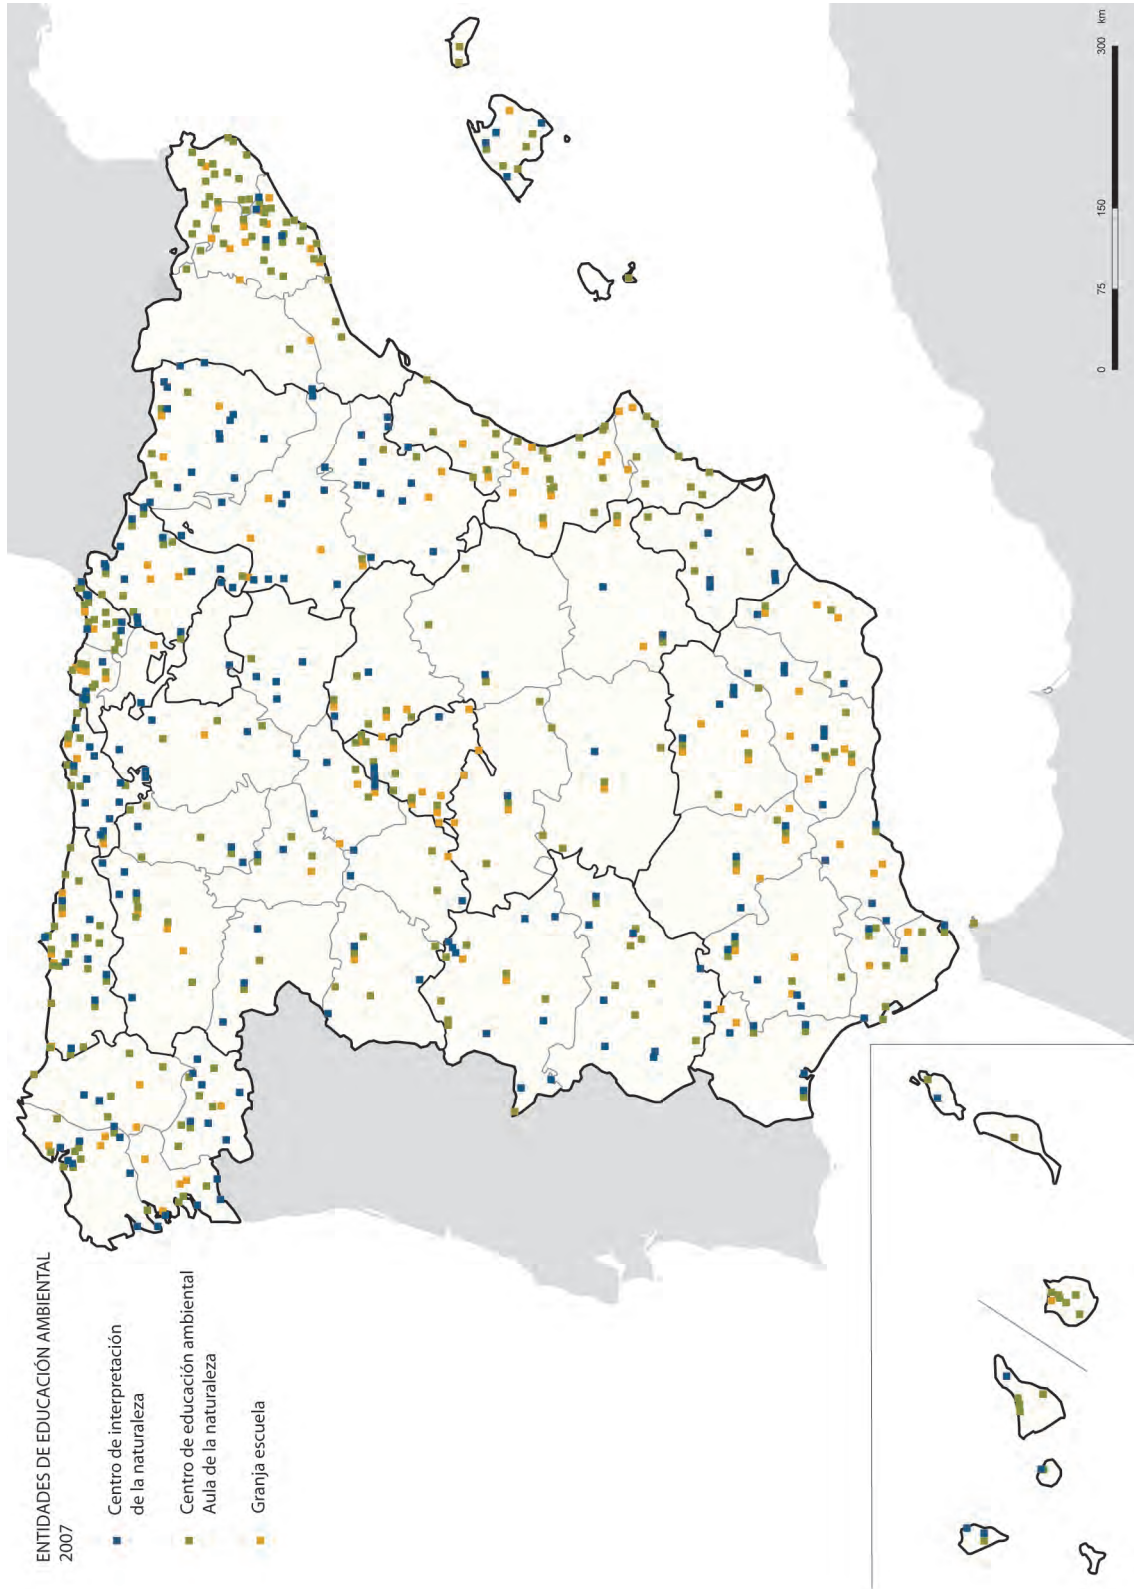 ENTIDADES DE EDUCACIÓN AMBIENTAL
2007
Centro de interpretación
de la naturaleza
Centro de educación ambiental
Aula de la naturaleza
Granja escuela
0 75 150 300 km